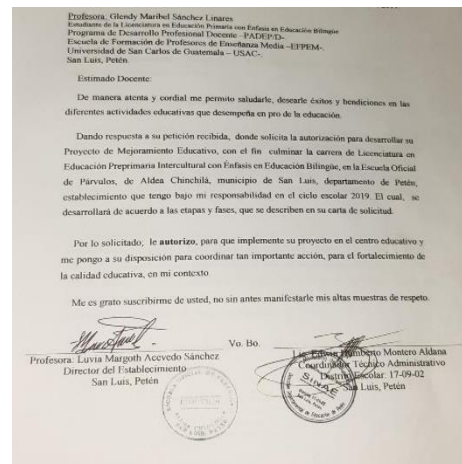 Profesora Glendy Maribel Sánchez Linares
Estudiante de la Licenciatura en Educación Primaria con Énfasis en Educación Bilingüe
Programa de Desarrollo Profesional Docente –PADEP/D-
Escuela de Formación de Profesores de Enseñanza Media –EFPEM-
Universidad de San Carlos de Guatemala – USAC-.
San Luis, Petén.
Estimado Docente:
De manera atenta y cordial me permito saludarle, desearle éxitos y bendiciones en las
diferentes actividades educativas que desempeña en pro de la educación.
Dando respuesta a su petición recibida, donde solicita la autorización para desarrollar su
Proyecto de Mejoramiento Educativo, con el fin culminar la carrera de Licenciatura en
Educación Preprimaria Intercultural con Énfasis en Educación Bilingüe, en la Escuela Oficial
de Párvulos, de Aldea Chinchilá, municipio de San Luis, departamento de Petén,
establecimiento que tengo bajo mi responsabilidad en el ciclo escolar 2019. El cual, se
desarrollará de acuerdo a las etapas y fases, que se describen en su carta de solicitud.
Por lo solicitado; le autorizo, para que implemente su proyecto en el centro educativo y
me pongo a su disposición para coordinar tan importante acción, para el fortalecimiento de
la calidad educativa, en mi contexto.
Me es grato suscribirme de usted, no sin antes manifestarle mis altas muestras de respeto.
Vo. Bo.
Profesora: Luvia Margoth Acevedo Sánchez
Director del Establecimiento
San Luis, Petén
Lic. Edwin Humberto Montero Aldana
Coordinador Técnico Administrativo
Distrito Escolar: 17-09-02
San Luis, Petén